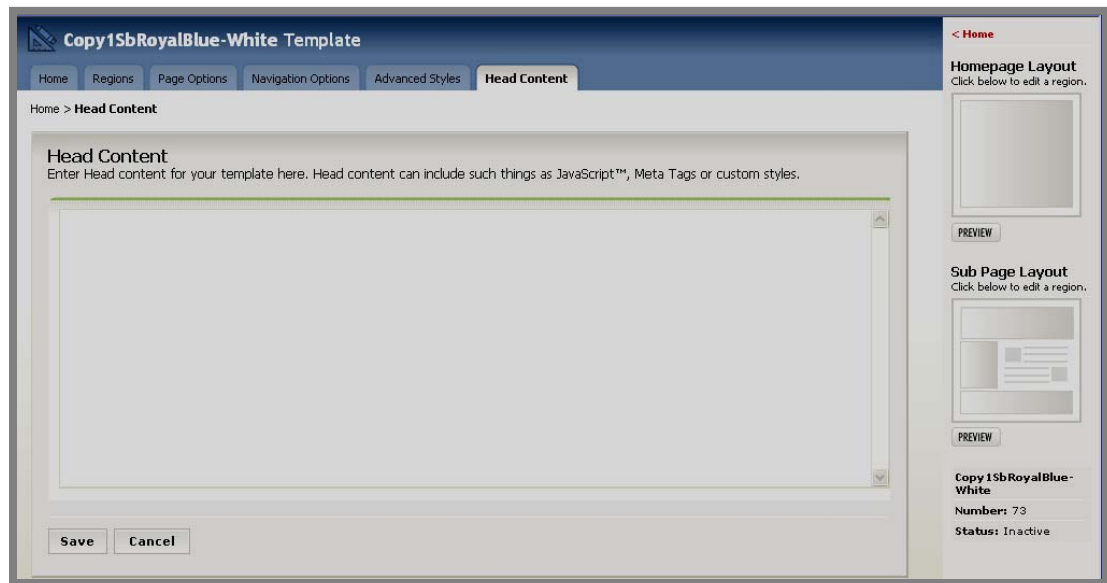 Copy1SbRoyalBlue-White Template
Home Regions Page Options Navigation Options Advanced Styles Head Content
Home > Head Content
Head Content
Enter Head content for your template here. Head content can include such things as JavaScript™, Meta Tags or custom styles.
Save Cancel
< Home
Homepage Layout
Click below to edit a region.
PREVIEW
Sub Page Layout
Click below to edit a region.
PREVIEW
Copy1SbRoyalBlue-
White
Number: 73
Status: Inactive